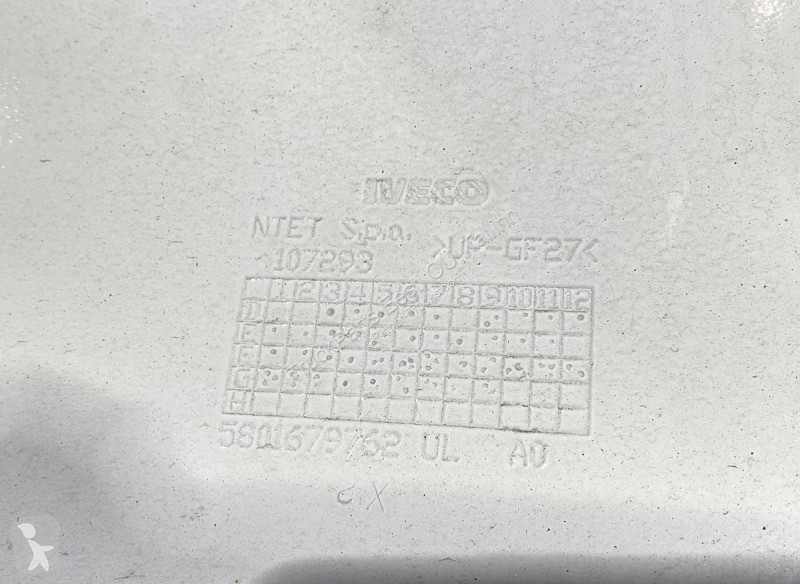 IVECO
NTET S.p.a. >UP-GF27<
107293
1 2 3 4 5 6 7 8 9 10 11 12
D
E
F
G
H
5801679762 UL A0